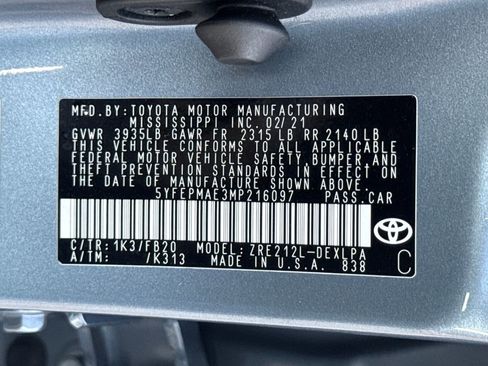 MFD.BY:TOYOTA MOTOR MANUFACTURING
MISSISSIPPI INC. 02/21
GVWR 3935LB GAWR FR 2315 LB RR 2140 LB
THIS VEHICLE CONFORMS TO ALL APPLICABLE
FEDERAL MOTOR VEHICLE SAFETY,BUMPER,AND
THEFT PREVENTION STANDARDS IN EFFECT ON
THE DATE OF MANUFACTURE SHOWN ABOVE.
5YFEPMAE3MP216097 PASS.CAR
C/TR:1K3/FB20 MODEL:ZRE212L-DEXLPA
A/TM: /K313 MADE IN U.S.A. 838
C